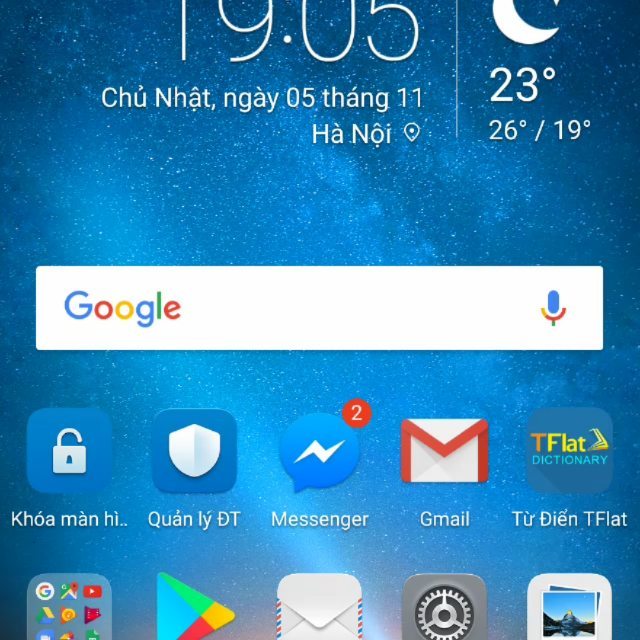 19:05
Chủ Nhật, ngày 05 tháng 11
Hà Nội
23°
26° / 19°
Google
2
TFlat
DICTIONARY
Khóa màn hì..
Quản lý ĐT
Messenger
Gmail
Từ Điển TFlat